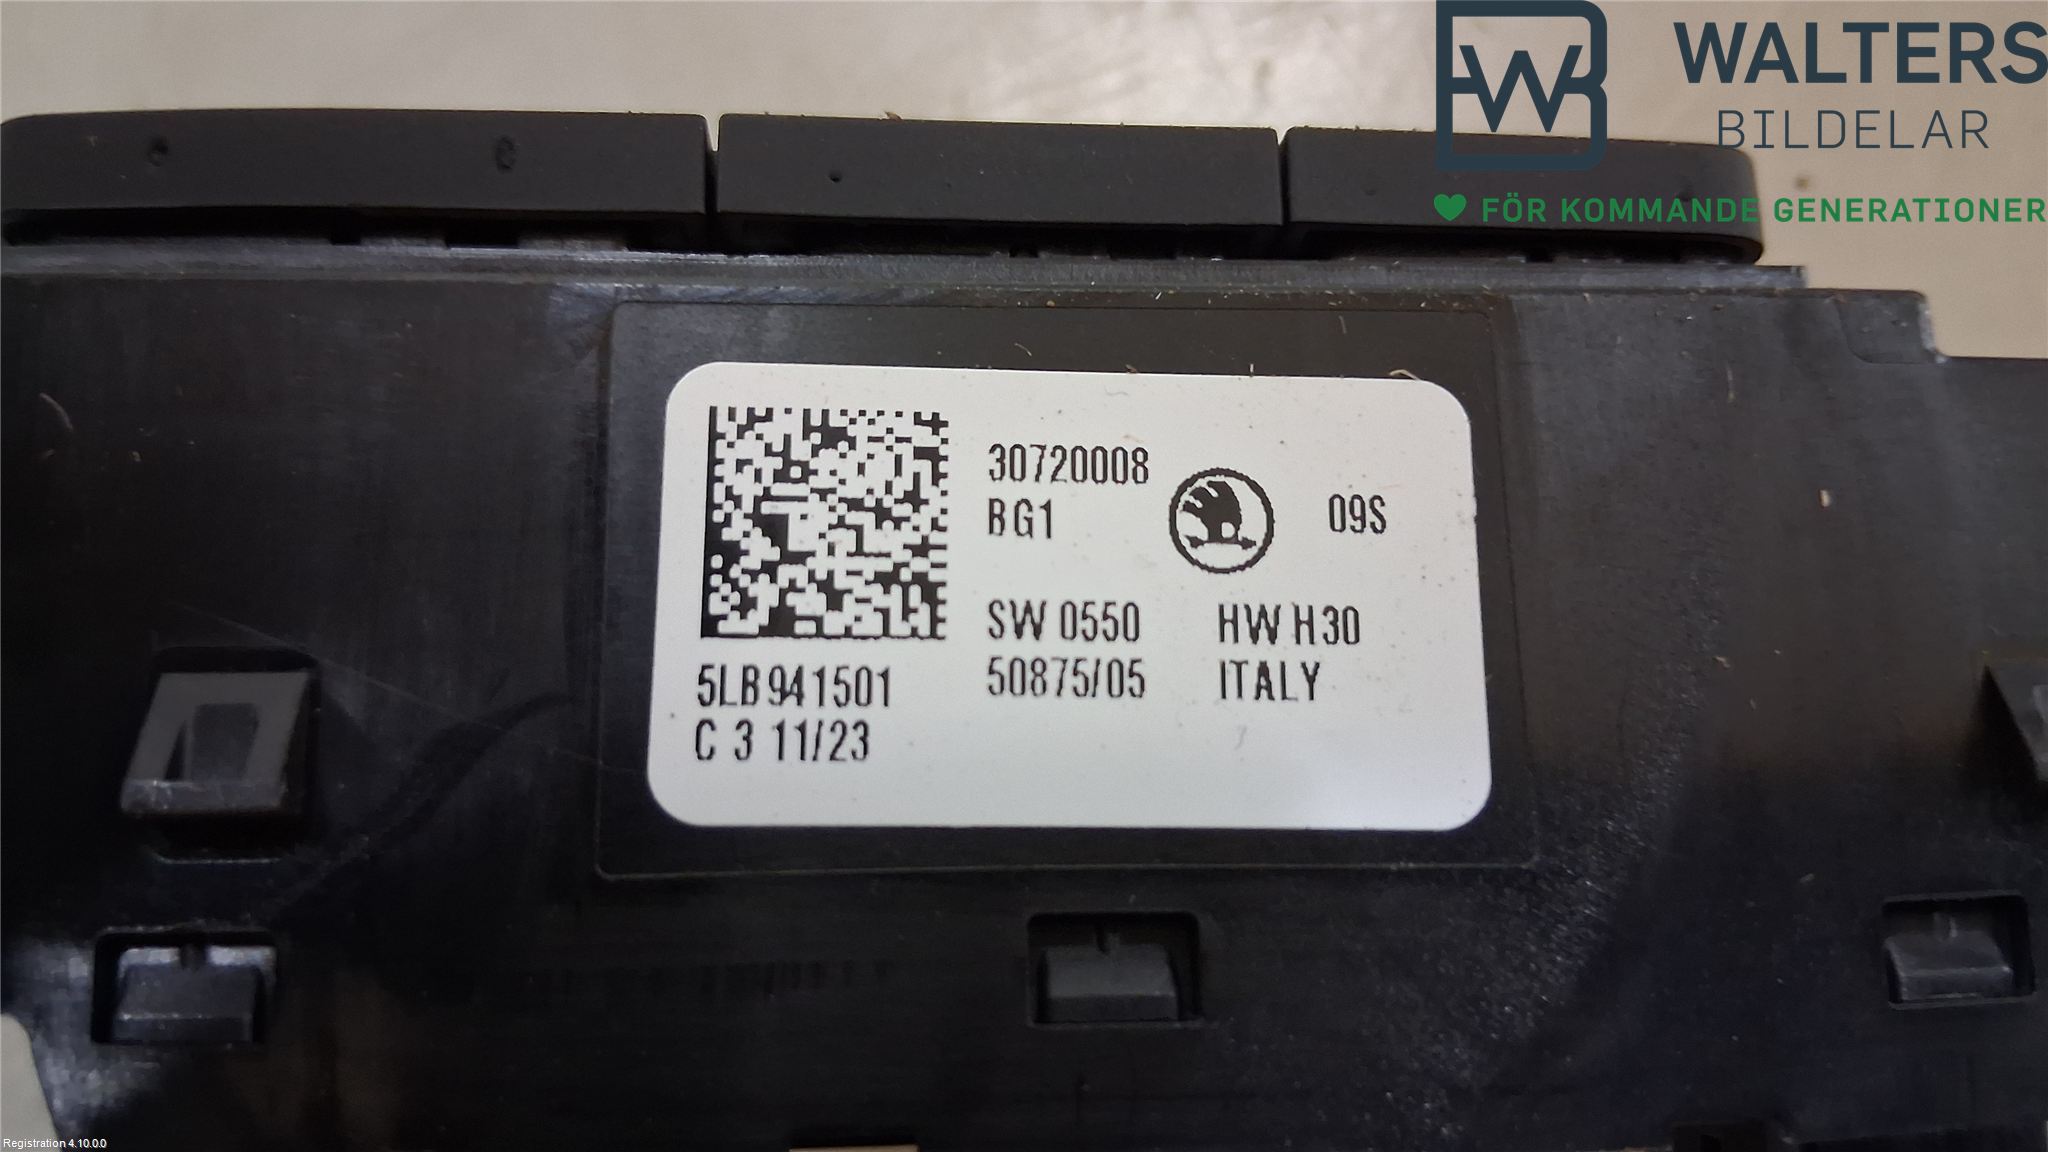 WALTERS
BILDELAR
FÖR KOMMANDE GENERATIONER
30720008
BG1
09S
SW 0550 HW H30
50875/05 ITALY
5LB941501
C 3 11/23
Registration 4.10.0.0